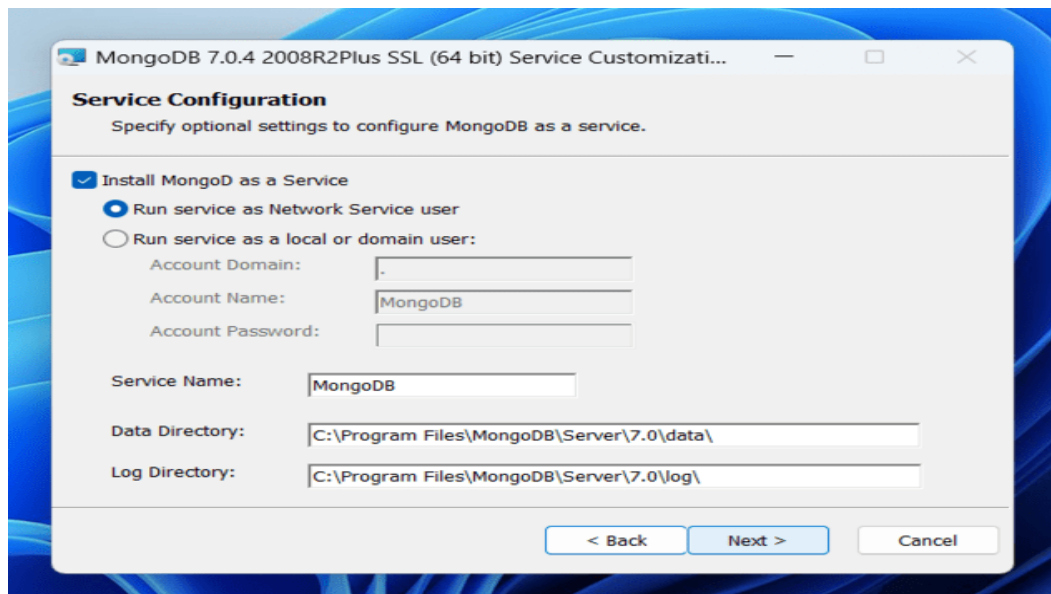 MongoDB 7.0.4 2008R2Plus SSL (64 bit) Service Customizati...
Service Configuration
Specify optional settings to configure MongoDB as a service.
Install MongoD as a Service
Run service as Network Service user
Run service as a local or domain user:
Account Domain: .
Account Name: MongoDB
Account Password:
Service Name: MongoDB
Data Directory: C:\Program Files\MongoDB\Server\7.0\data\
Log Directory: C:\Program Files\MongoDB\Server\7.0\log\
< Back Next > Cancel